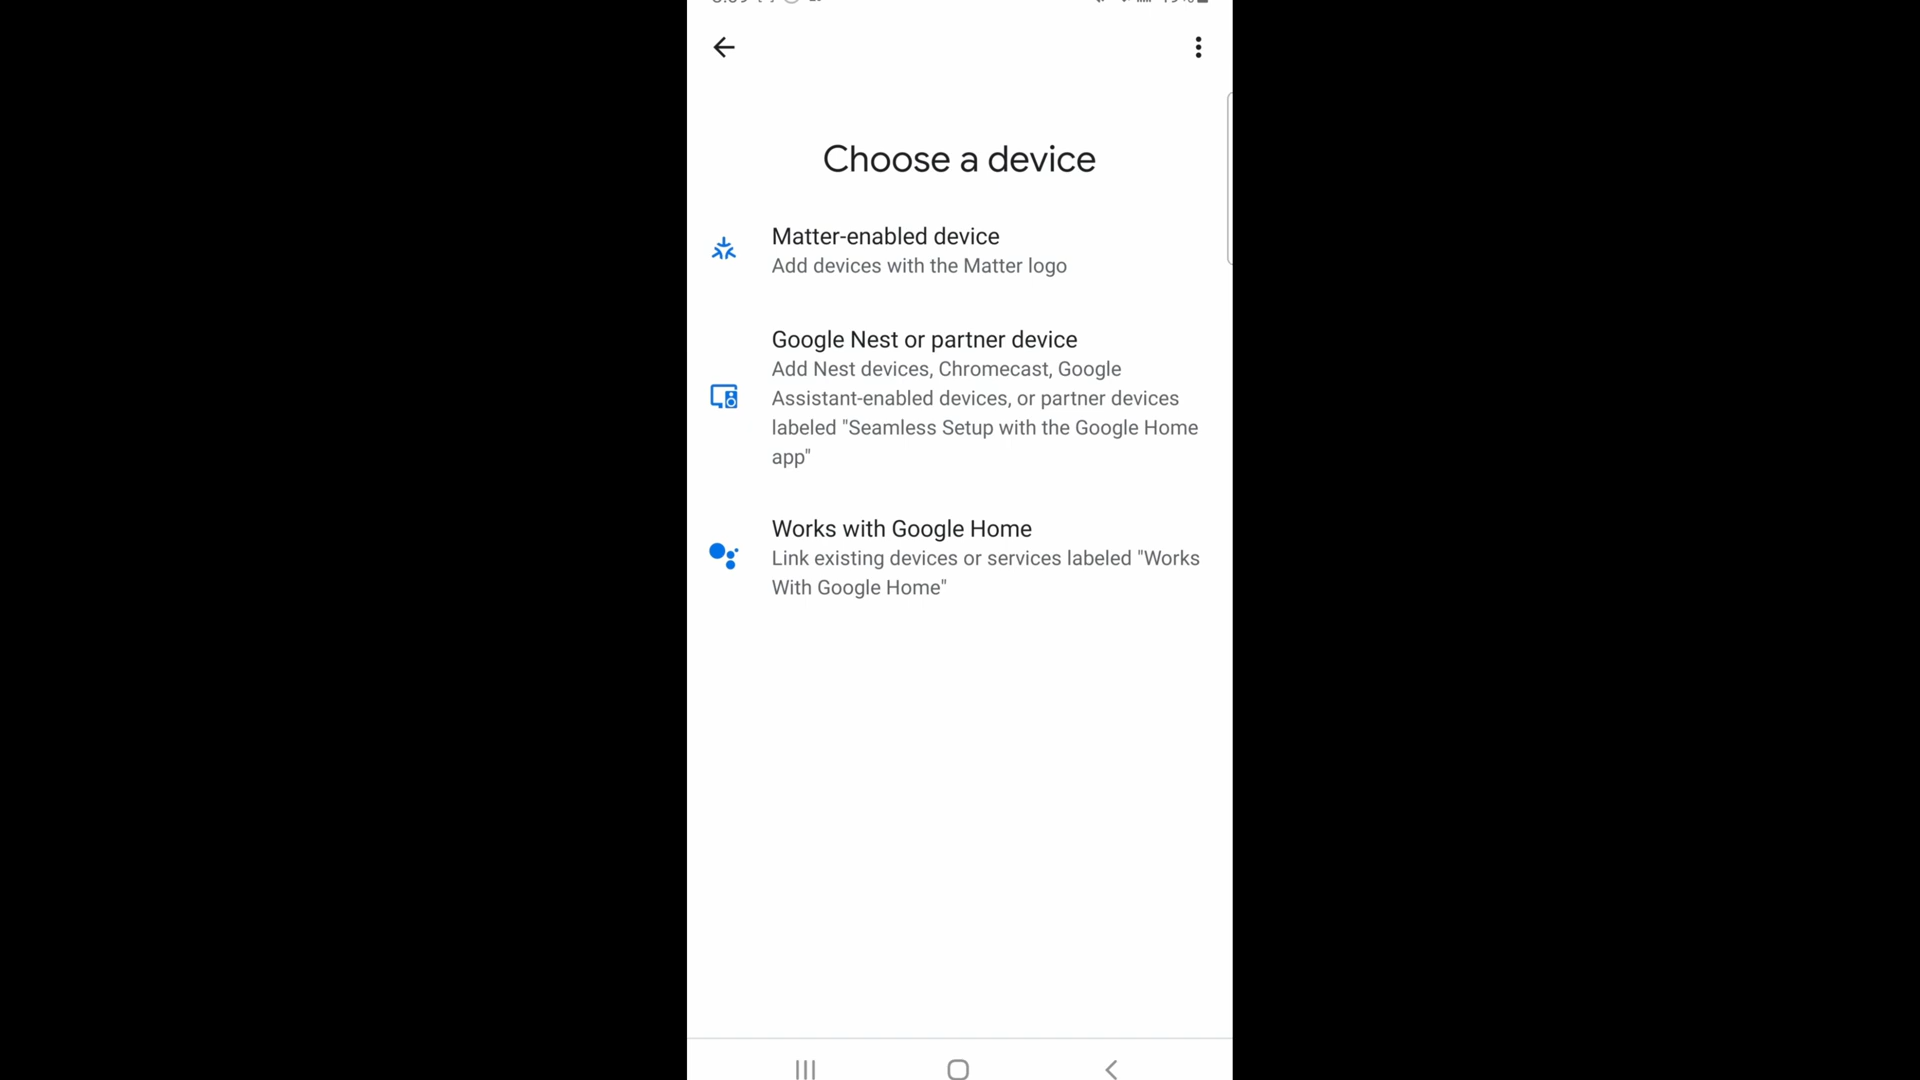 Choose a device
Matter-enabled device
Add devices with the Matter logo
Google Nest or partner device
Add Nest devices, Chromecast, Google
Assistant-enabled devices, or partner devices
labeled "Seamless Setup with the Google Home
app"
Works with Google Home
Link existing devices or services labeled "Works
With Google Home"